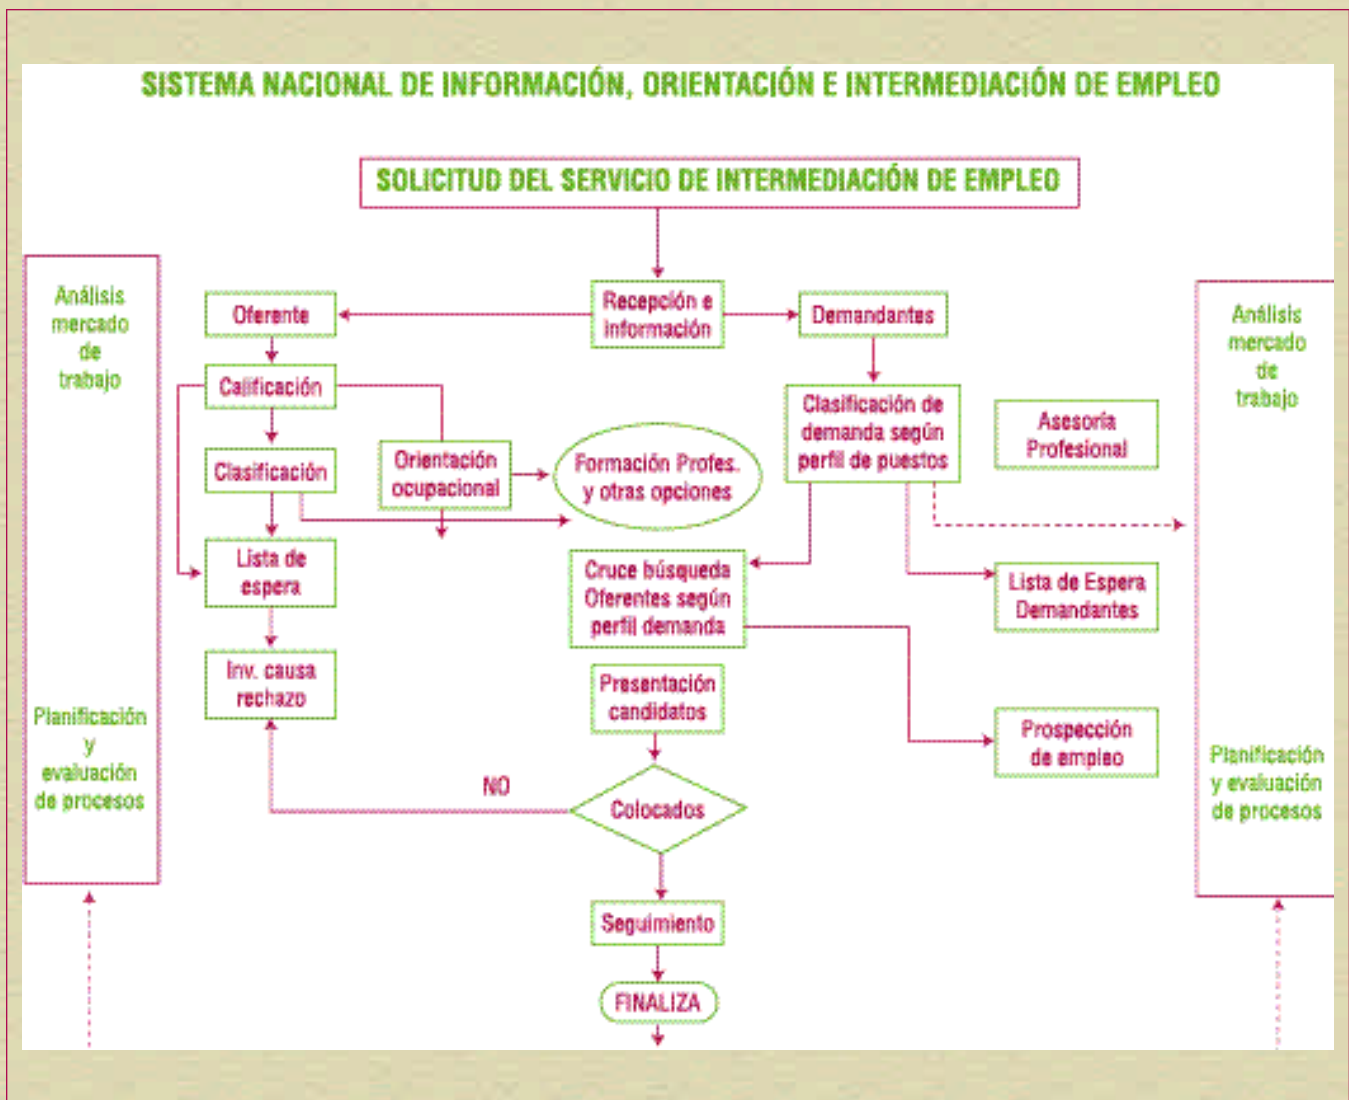 SISTEMA NACIONAL DE INFORMACIÓN, ORIENTACIÓN E INTERMEDIACIÓN DE EMPLEO
SOLICITUD DEL SERVICIO DE INTERMEDIACIÓN DE EMPLEO
Análisis
mercado
de
trabajo
Planificación
y
evaluación
de procesos
Oferente
Recepción e
información
Demandantes
Calificación
Clasificación
Orientación
ocupacional
Formación Profes.
y otras opciones
Clasificación de
demanda según
perfil de puestos
Asesoría
Profesional
Lista de
espera
Cruce búsqueda
Oferentes según
perfil demanda
Lista de Espera
Demandantes
Inv. causa
rechazo
Presentación
candidatos
Prospección
de empleo
NO
Colocados
Seguimiento
FINALIZA
Análisis
mercado
de
trabajo
Planificación
y evaluación
de procesos